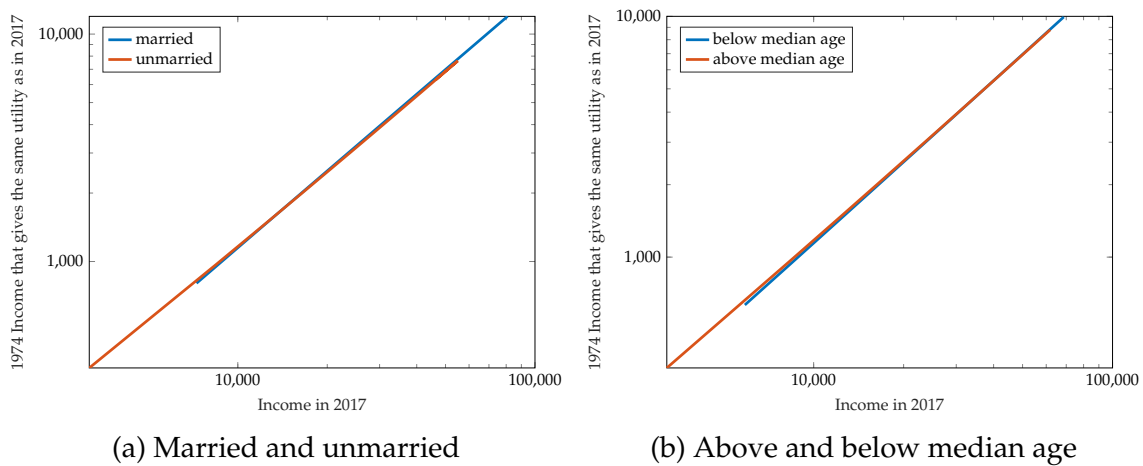 1974 Income that gives the same utility as in 2017
10,000
1,000
married
unmarried
10,000
100,000
Income in 2017
(a) Married and unmarried
1974 Income that gives the same utility as in 2017
10,000
1,000
below median age
above median age
10,000
100,000
Income in 2017
(b) Above and below median age